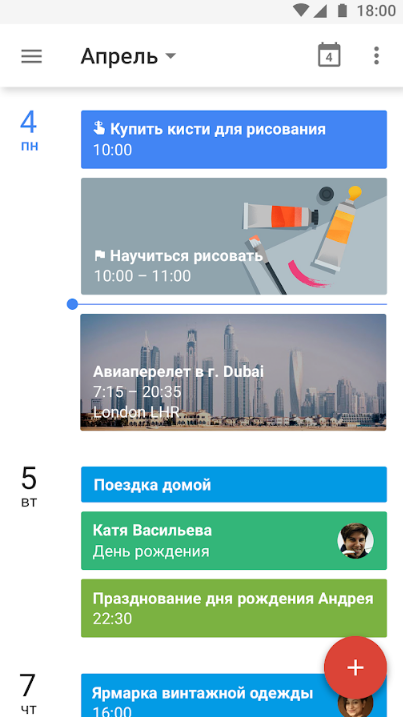 18:00
Апрель
4
4
пн
Купить кисти для рисования
10:00
Научиться рисовать
10:00 – 11:00
Авиаперелет в г. Dubai
7:15 – 20:35
London LHR
5
вт
Поездка домой
Катя Васильева
День рождения
Празднование дня рождения Андрея
22:30
7
чт
Ярмарка винтажной одежды
16:00